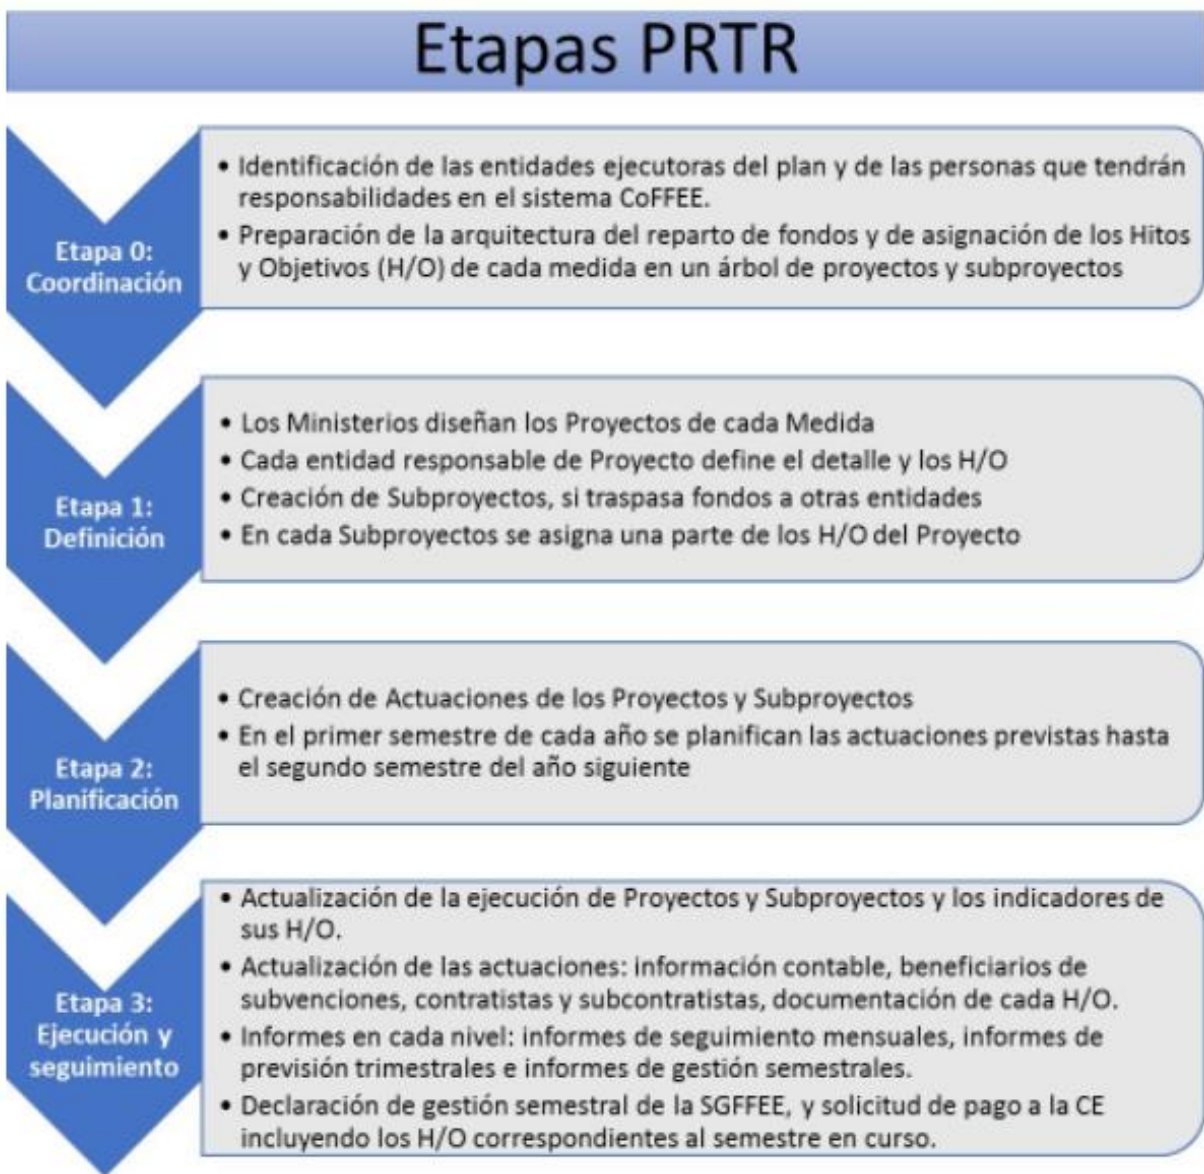 Etapas PRTR
Etapa 0:
Coordinación
• Identificación de las entidades ejecutoras del plan y de las personas que tendrán
responsabilidades en el sistema CoFFEE.
• Preparación de la arquitectura del reparto de fondos y de asignación de los Hitos
y Objetivos (H/O) de cada medida en un árbol de proyectos y subproyectos
Etapa 1:
Definición
• Los Ministerios diseñan los Proyectos de cada Medida
• Cada entidad responsable de Proyecto define el detalle y los H/O
• Creación de Subproyectos, si traspasa fondos a otras entidades
• En cada Subproyectos se asigna una parte de los H/O del Proyecto
Etapa 2:
Planificación
• Creación de Actuaciones de los Proyectos y Subproyectos
• En el primer semestre de cada año se planifican las actuaciones previstas hasta
el segundo semestre del año siguiente
Etapa 3:
Ejecución y
seguimiento
• Actualización de la ejecución de Proyectos y Subproyectos y los indicadores de
sus H/O.
• Actualización de las actuaciones: información contable, beneficiarios de
subvenciones, contratistas y subcontratistas, documentación de cada H/O.
• Informes en cada nivel: informes de seguimiento mensuales, informes de
previsión trimestrales e informes de gestión semestrales.
• Declaración de gestión semestral de la SGFFEE, y solicitud de pago a la CE
incluyendo los H/O correspondientes al semestre en curso.